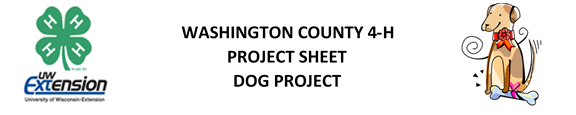 H H
H H
WASHINGTON COUNTY 4-H
PROJECT SHEET
DOG PROJECT
UW
Extension
University of Wisconsin-Extension